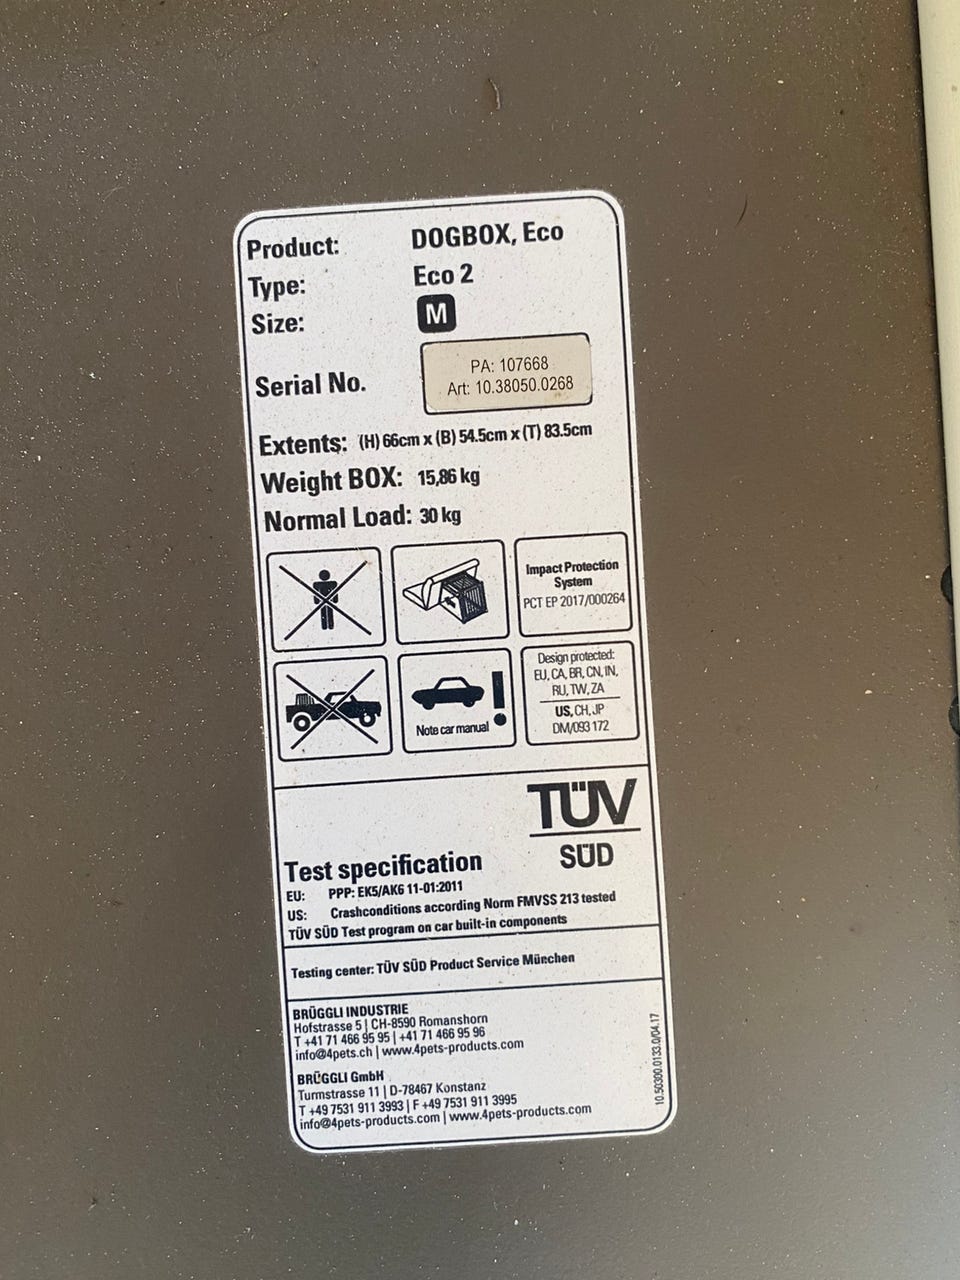 Product: DOGBOX, Eco
Type: Eco 2
Size: M
Serial No. PA: 107668
Art: 10.38050.0268
Extents: (H) 66cm x (B) 54.5cm x (T) 83.5cm
Weight BOX: 15,86 kg
Normal Load: 30 kg
Impact Protection
System
PCT EP 2017/000264
Note car manual !
Design protected:
EU, CA, BR, CN, IN,
RU, TW, ZA
US, CH, JP
DM/093 172
TÜV
SÜD
Test specification
EU: PPP: EK5/AK6 11-01:2011
US: Crashconditions according Norm FMVSS 213 tested
TÜV SÜD Test program on car built-in components
Testing center: TÜV SÜD Product Service München
BRÜGGLI INDUSTRIE
Hofstrasse 5 | CH-8590 Romanshorn
T +41 71 466 95 95 | +41 71 466 95 96
info@4pets.ch | www.4pets-products.com
BRÜGGLI GmbH
Turmstrasse 11 | D-78467 Konstanz
T +49 7531 911 3993 | F +49 7531 911 3995
info@4pets-products.com | www.4pets-products.com
10.50300.0133.0/04.17